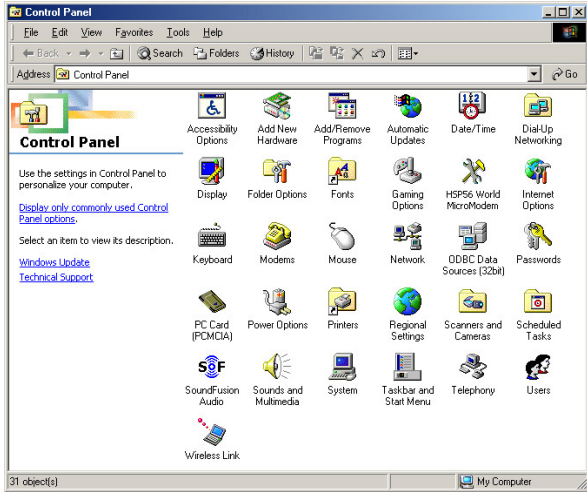 Control Panel
File Edit View Favorites Tools Help
Back Search Folders History
Address Control Panel Go
Control Panel
Use the settings in Control Panel to
personalize your computer.
Display only commonly used Control
Panel options.
Select an item to view its description.
Windows Update
Technical Support
Accessibility
Options
Add New
Hardware
Add/Remove
Programs
Automatic
Updates
Date/Time
Dial-Up
Networking
Display
Folder Options
Fonts
Gaming
Options
HSP56 World
MicroModem
Internet
Options
Keyboard
Modems
Mouse
Network
ODBC Data
Sources (32bit)
Passwords
PC Card
(PCMCIA)
Power Options
Printers
Regional
Settings
Scanners and
Cameras
Scheduled
Tasks
SoundFusion
Audio
Sounds and
Multimedia
System
Taskbar and
Start Menu
Telephony
Users
Wireless Link
31 object(s)
My Computer